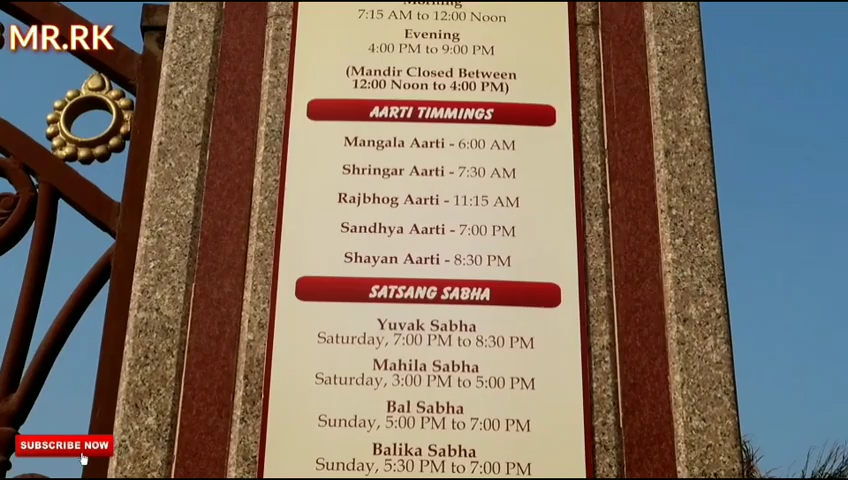 MR.RK
Morning
7:15 AM to 12:00 Noon
Evening
4:00 PM to 9:00 PM
(Mandir Closed Between
12:00 Noon to 4:00 PM)
AARTI TIMMINGS
Mangala Aarti - 6:00 AM
Shringar Aarti - 7:30 AM
Rajbhog Aarti - 11:15 AM
Sandhya Aarti - 7:00 PM
Shayan Aarti - 8:30 PM
SATSANG SABHA
Yuvak Sabha
Saturday, 7:00 PM to 8:30 PM
Mahila Sabha
Saturday, 3:00 PM to 5:00 PM
Bal Sabha
Sunday, 5:00 PM to 7:00 PM
Balika Sabha
Sunday, 5:30 PM to 7:00 PM
SUBSCRIBE NOW